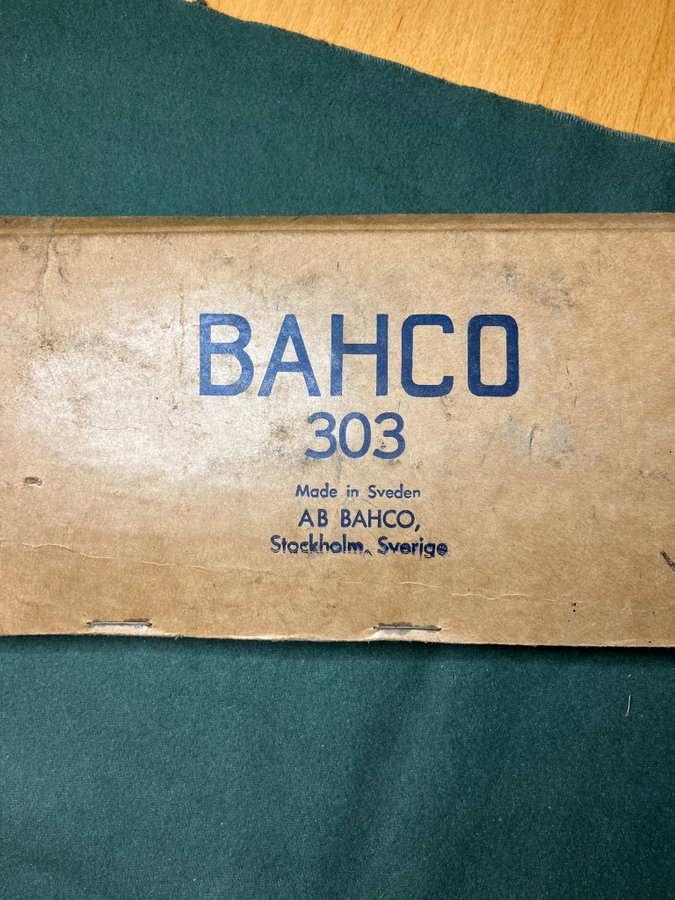 BAHCO
303
Made in Sveden
AB BAHCO,
Stockholm, Sverige